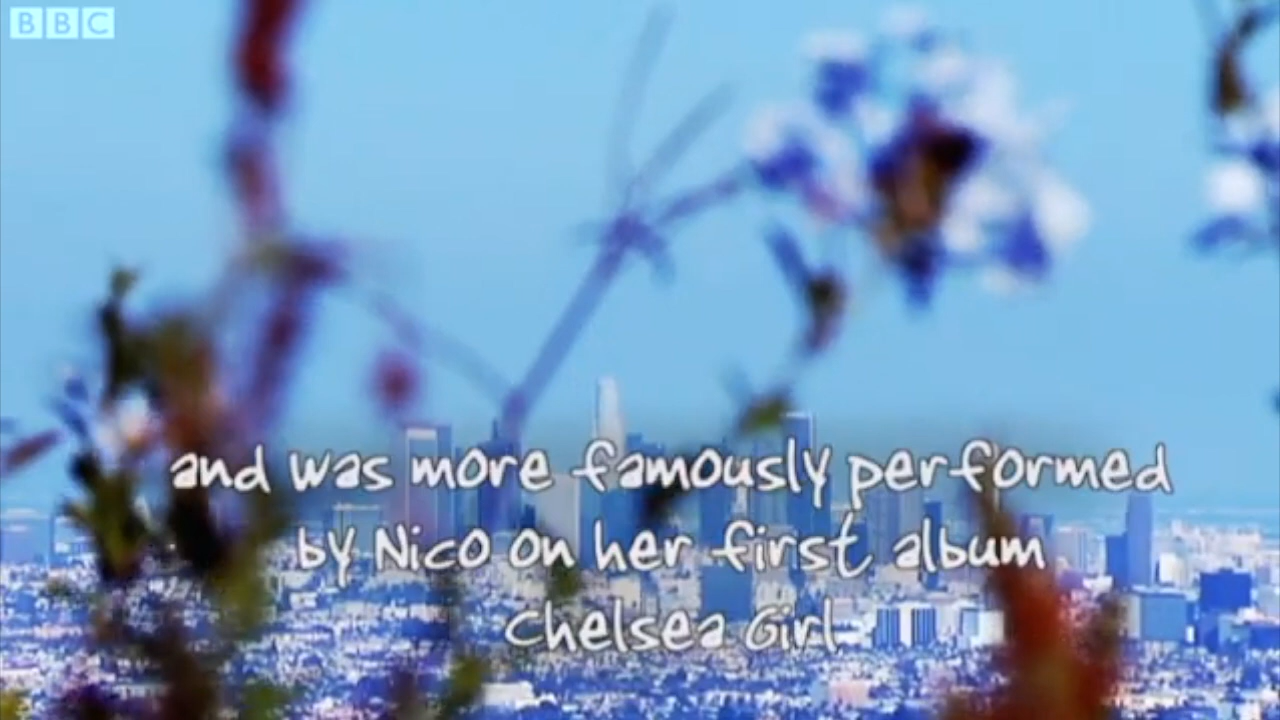 BBC
and was more famously performed
by Nico on her first album
Chelsea Girl